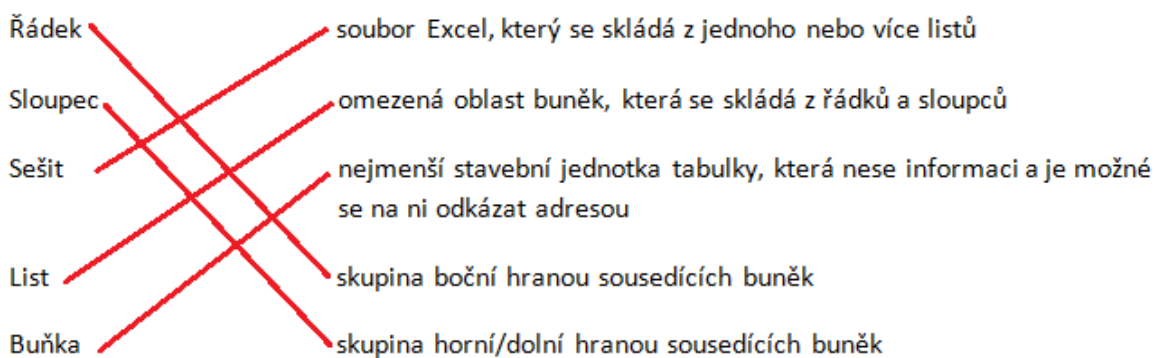 Řádek soubor Excel, který se skládá z jednoho nebo více listů
Sloupec omezená oblast buněk, která se skládá z řádků a sloupců
Sešit nejmenší stavební jednotka tabulky, která nese informaci a je možné
se na ni odkázat adresou
List skupina boční hranou sousedících buněk
Buňka skupina horní/dolní hranou sousedících buněk